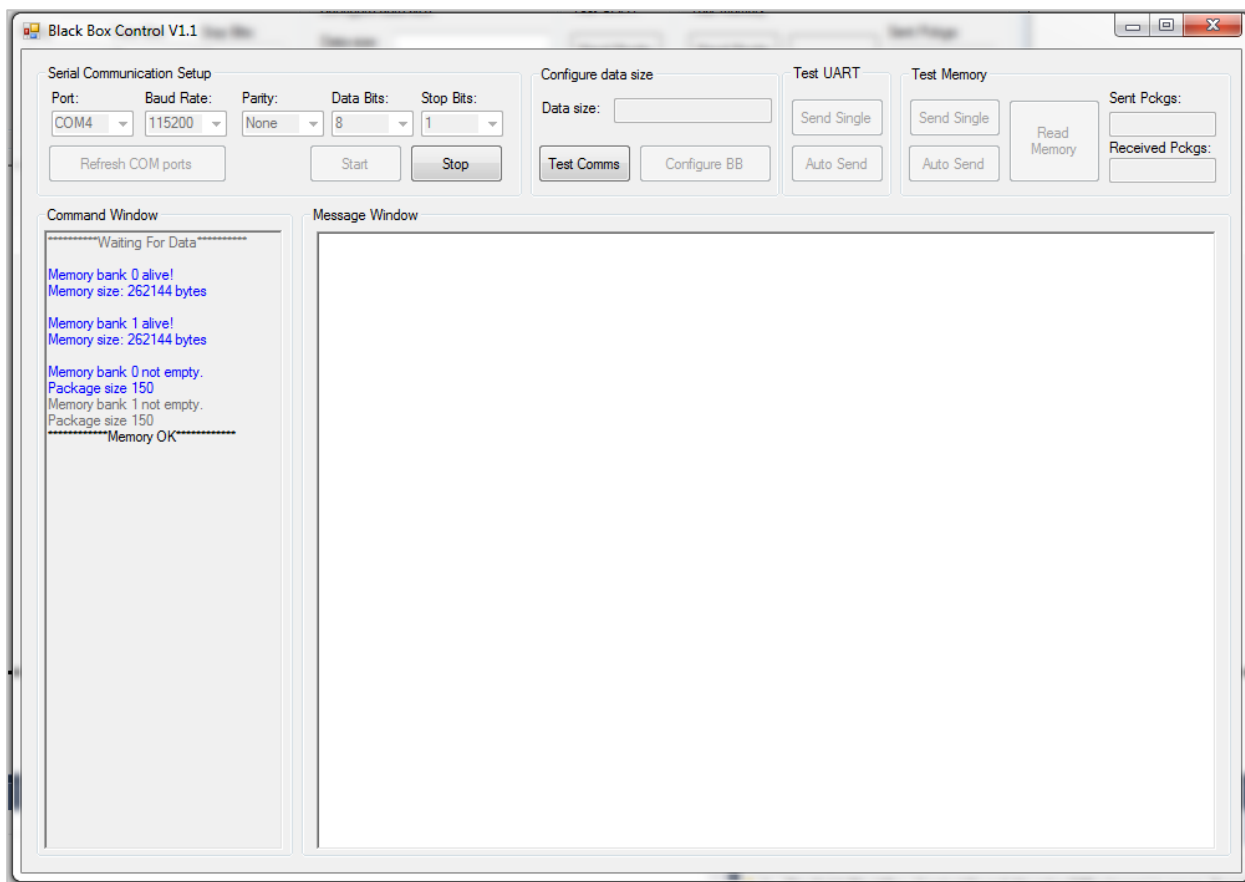 Black Box Control V1.1
Serial Communication Setup
Port: Baud Rate: Parity: Data Bits: Stop Bits:
COM4 115200 None 8 1
Refresh COM ports Start Stop
Configure data size
Data size:
Test Comms Configure BB
Test UART
Send Single
Auto Send
Test Memory
Send Single
Auto Send
Read
Memory
Sent Pckgs:
Received Pckgs:
Command Window
**********Waiting For Data**********
Memory bank 0 alive!
Memory size: 262144 bytes
Memory bank 1 alive!
Memory size: 262144 bytes
Memory bank 0 not empty.
Package size 150
Memory bank 1 not empty.
Package size 150
************Memory OK************
Message Window